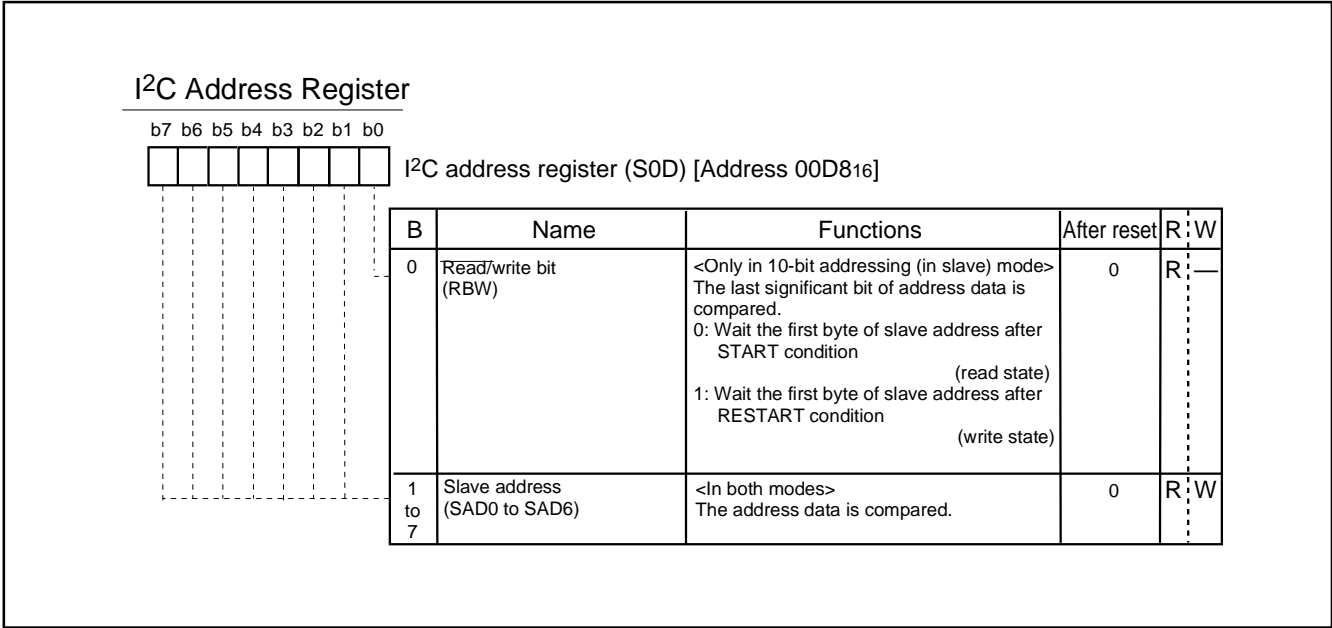 I2C Address Register
b7 b6 b5 b4 b3 b2 b1 b0
I2C address register (S0D) [Address 00D816]
B Name Functions After reset R W
0 Read/write bit (RBW) <Only in 10-bit addressing (in slave) mode> 0 R —
The last significant bit of address data is
compared.
0: Wait the first byte of slave address after
START condition
(read state)
1: Wait the first byte of slave address after
RESTART condition
(write state)
1 to 7 Slave address (SAD0 to SAD6) <In both modes> 0 R W
The address data is compared.